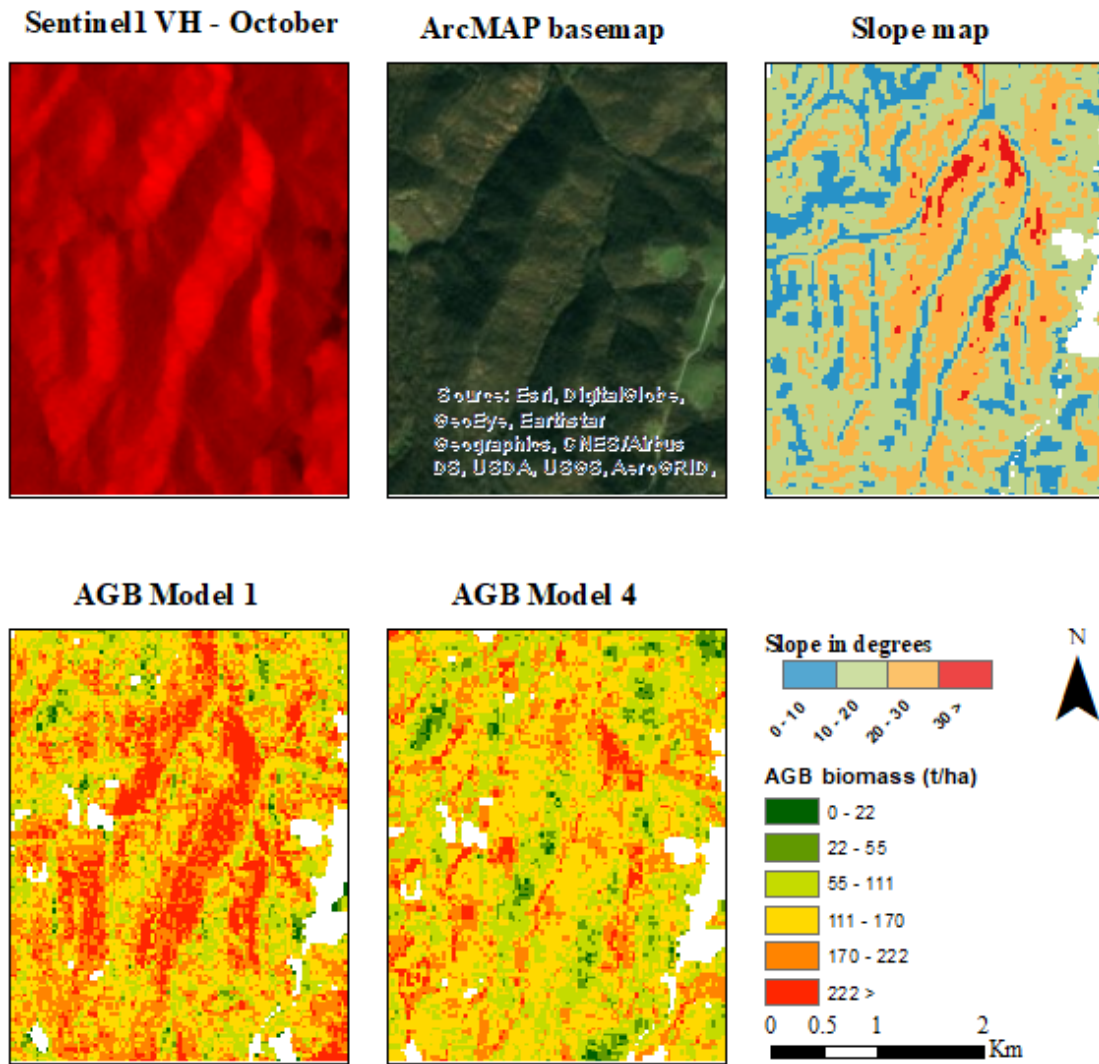 Sentinel1 VH - October
ArcMAP basemap
Slope map
Source: Esri, DigitalGlobe,
GeoEye, Earthstar
Geographics, CNES/Airbus
DS, USDA, USGS, AeroGRID,
AGB Model 1
AGB Model 4
Slope in degrees
0 - 10
10 - 20
20 - 30
30 >
N
AGB biomass (t/ha)
0 - 22
22 - 55
55 - 111
111 - 170
170 - 222
222 >
0 0.5 1 2
Km